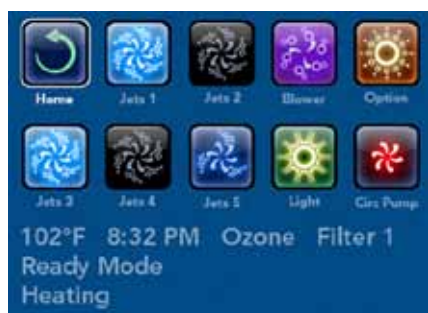 Home Jets 1 Jets 2 Blower Option
Jets 3 Jets 4 Jets 5 Light Circ Pump
102°F 8:32 PM Ozone Filter 1
Ready Mode
Heating